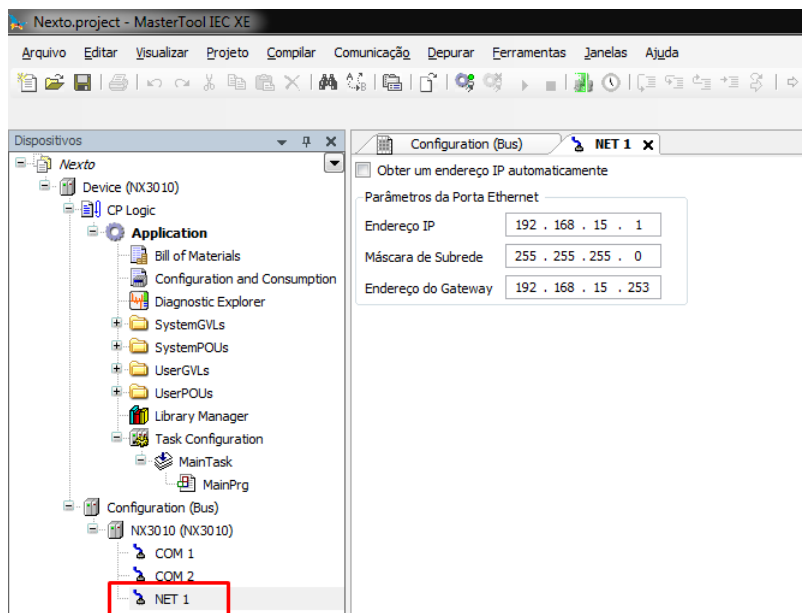 Nexto.project - MasterTool IEC XE
Arquivo Editar Visualizar Projeto Compilar Comunicação Depurar Ferramentas Janelas Ajuda
Dispositivos
Nexto
Device (NX3010)
CP Logic
Application
Bill of Materials
Configuration and Consumption
Diagnostic Explorer
SystemGVLs
SystemPOUs
UserGVLs
UserPOUs
Library Manager
Task Configuration
MainTask
MainPrg
Configuration (Bus)
NX3010 (NX3010)
COM 1
COM 2
NET 1
Configuration (Bus) NET 1
Obter um endereço IP automaticamente
Parâmetros da Porta Ethernet
Endereço IP 192 . 168 . 15 . 1
Máscara de Subrede 255 . 255 . 255 . 0
Endereço do Gateway 192 . 168 . 15 . 253